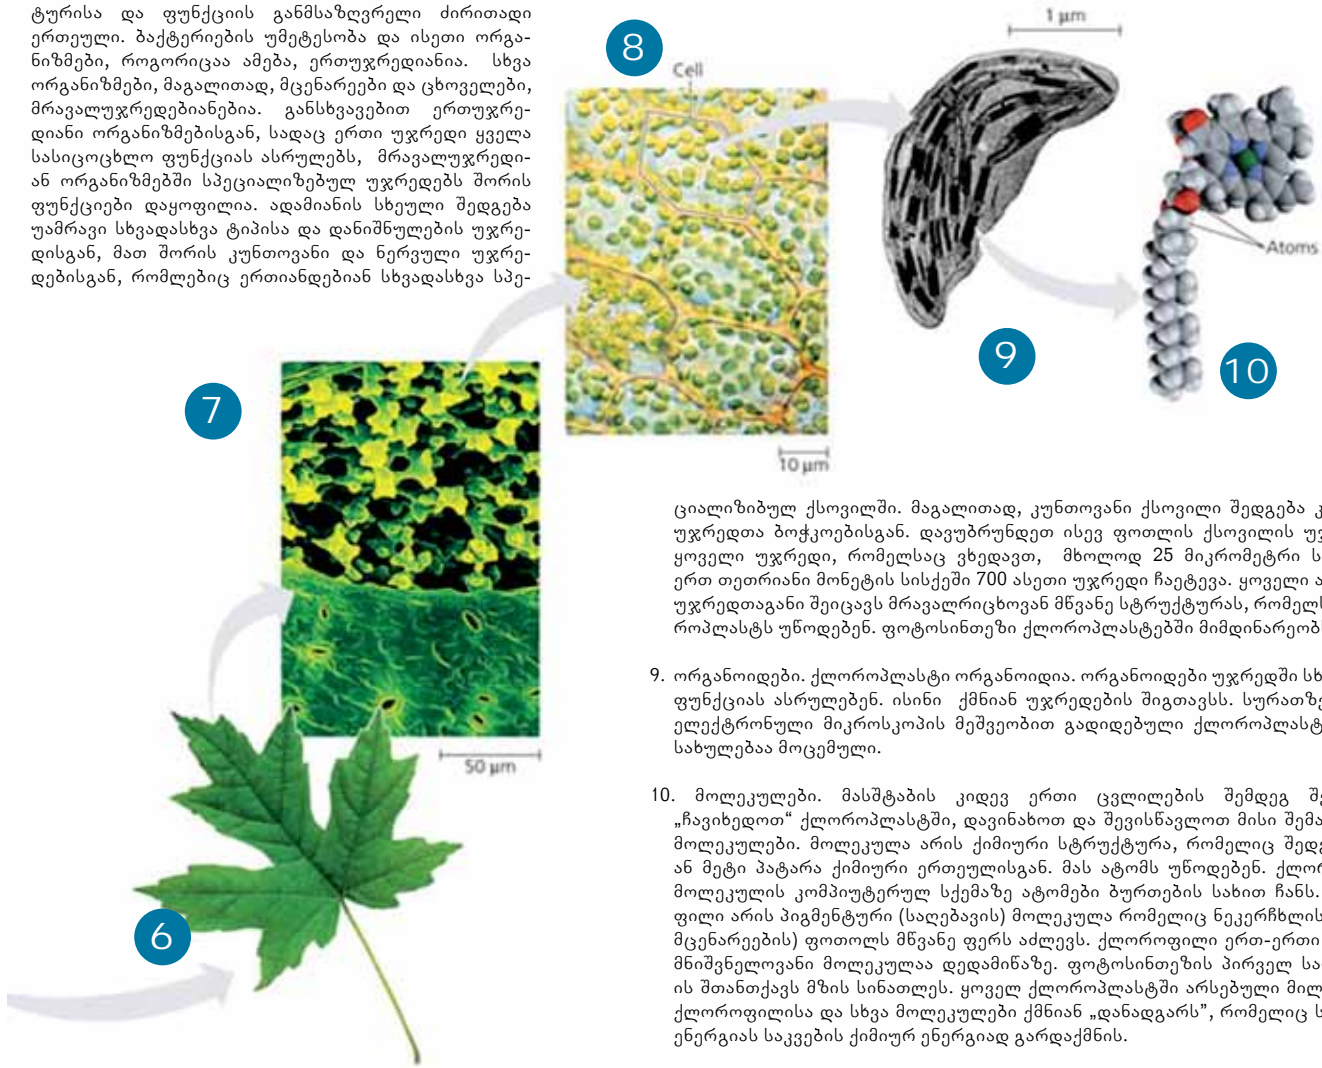 ტურისა და ფუნქციის განმსაზღვრელი ძირითადი
ერთეული. ბაქტერიების უმეტესობა და ისეთი ორგა-
ნიზმები, როგორიცაა ამება, ერთუჯრედიანია. სხვა
ორგანიზმები, მაგალითად, მცენარეები და ცხოველები,
მრავალუჯრედებიანებია. განსხვავებით ერთუჯრე-
დიანი ორგანიზმებისგან, სადაც ერთი უჯრედი ყველა
სასიცოცხლო ფუნქციას ასრულებს, მრავალუჯრედი-
ან ორგანიზმებში სპეციალიზებულ უჯრედებს შორის
ფუნქციები დაყოფილია. ადამიანის სხეული შედგება
უამრავი სხვადასხვა ტიპისა და დანიშნულების უჯრე-
დისგან, მათ შორის კუნთოვანი და ნერვული უჯრე-
დებისგან, რომლებიც ერთიანდებიან სხვადასხვა სპე-
8
Cell
1 µm
Atoms
9
10
7
10 µm
ციალიზიბულ ქსოვილში. მაგალითად, კუნთოვანი ქსოვილი შედგება
უჯრედთა ბოჭკოებისგან. დავუბრუნდეთ ისევ ფოთლის ქსოვილის
ყოველი უჯრედი, რომელსაც ვხედავთ, მხოლოდ 25 მიკრომეტრი
ერთ თეთრიანი მონეტის სისქეში 700 ასეთი უჯრედი ჩაეტევა. ყოველი
უჯრედთაგანი შეიცავს მრავალრიცხოვან მწვანე სტრუქტურას,
როპლასტს უწოდებენ. ფოტოსინთეზი ქლოროპლასტებში
9. ორგანოიდები. ქლოროპლასტი ორგანოიდია. ორგანოიდები უჯრედში
ფუნქციას ასრულებენ. ისინი ქმნიან უჯრედების შიგთავსს. სურათზე
ელექტრონული მიკროსკოპის მეშვეობით გადიდებული
სახულებაა მოცემული.
50 µm
10. მოლეკულები. მასშტაბის კიდევ ერთი ცვლილების შემდეგ
„ჩავიხედოთ“ ქლოროპლასტში, დავინახოთ და შევისწავლოთ მისი
მოლეკულები. მოლეკულა არის ქიმიური სტრუქტურა, რომელიც
ან მეტი პატარა ქიმიური ერთეულისგან. მას ატომს უწოდებენ.
მოლეკულის კომპიუტერულ სქემაზე ატომები ბურთების სახით ჩანს.
ფილი არის პიგმენტური (საღებავის) მოლეკულა რომელიც ნეკერჩხლის
მცენარეების) ფოთოლს მწვანე ფერს აძლევს. ქლოროფილი ერთ-ერთი
მნიშვნელოვანი მოლეკულაა დედამიწაზე. ფოტოსინთეზის პირველ
ის შთანთქავს მზის სინათლეს. ყოველ ქლოროპლასტში არსებული
ქლოროფილისა და სხვა მოლეკულები ქმნიან „დანადგარს”, რომელიც
ენერგიას საკვების ქიმიურ ენერგიად გარდაქმნის.
6